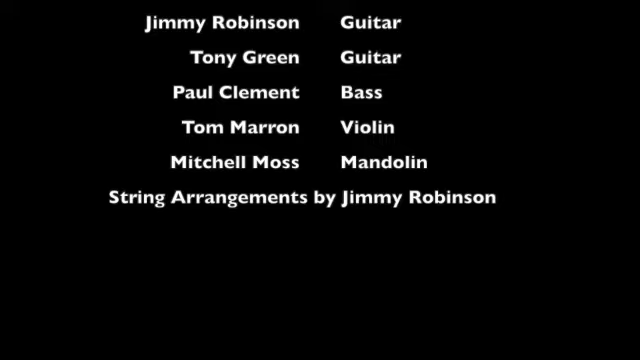 Jimmy Robinson Guitar
Tony Green Guitar
Paul Clement Bass
Tom Marron Violin
Mitchell Moss Mandolin
String Arrangements by Jimmy Robinson